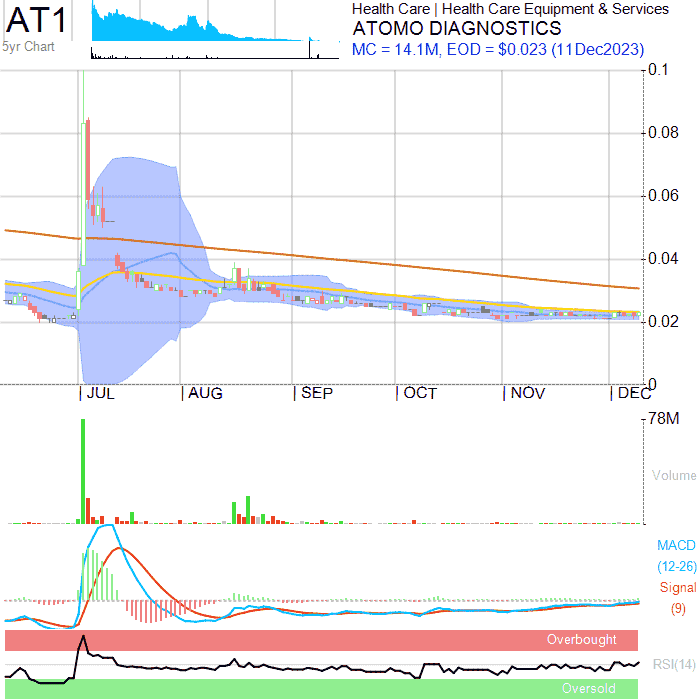 AT1
5yr Chart
Health Care | Health Care Equipment & Services
ATOMO DIAGNOSTICS
MC = 14.1M, EOD = $0.023 (11Dec2023)
0.1
0.08
0.06
0.04
0.02
0
JUL AUG SEP OCT NOV DEC
78M
Volume
MACD
(12-26)
Signal
(9)
Overbought
RSI(14)
Oversold